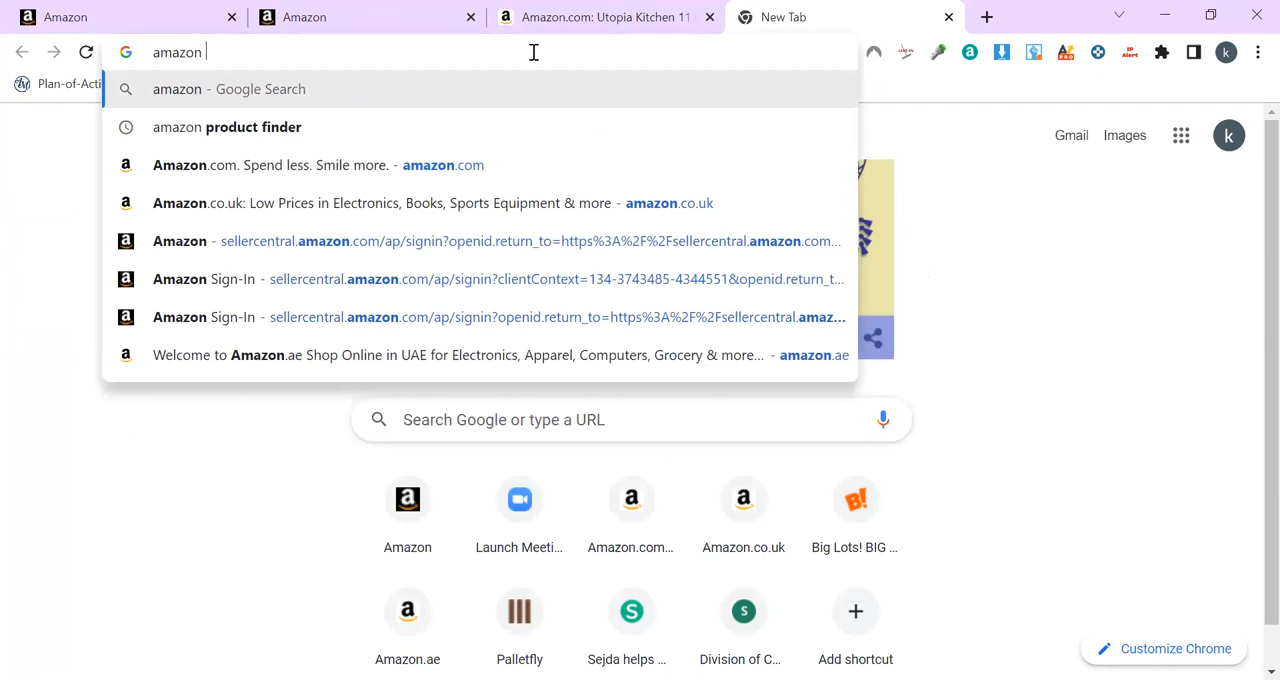 Amazon
Amazon
Amazon.com: Utopia Kitchen 11 I
New Tab
amazon
IP Alert
k
Plan-of-Acti
amazon - Google Search
amazon product finder
Amazon.com. Spend less. Smile more. - amazon.com
Amazon.co.uk: Low Prices in Electronics, Books, Sports Equipment & more - amazon.co.uk
Amazon - sellercentral.amazon.com/ap/signin?openid.return_to=https%3A%2F%2Fsellercentral.amazon.com...
Amazon Sign-In - sellercentral.amazon.com/ap/signin?clientContext=134-3743485-4344551&openid.return_t...
Amazon Sign-In - sellercentral.amazon.com/ap/signin?openid.return_to=https%3A%2F%2Fsellercentral.amaz...
Welcome to Amazon.ae Shop Online in UAE for Electronics, Apparel, Computers, Grocery & more... - amazon.ae
Gmail Images
k
Search Google or type a URL
Amazon
Launch Meeti...
Amazon.com...
Amazon.co.uk
Big Lots! BIG ...
Amazon.ae
Palletfly
Sejda helps ...
Division of C...
Add shortcut
Customize Chrome